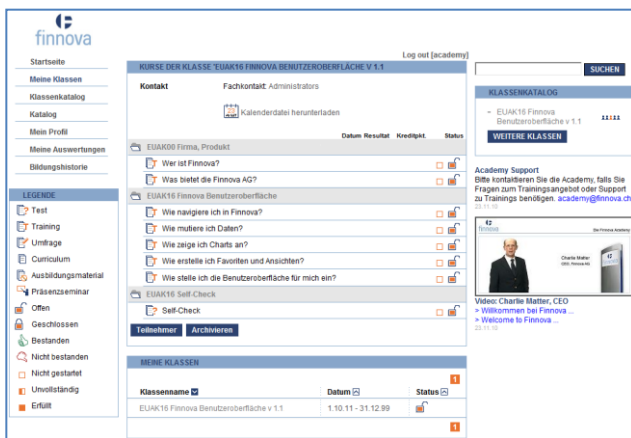 finnova
Startseite
Meine Klassen
Klassenkatalog
Katalog
Mein Profil
Meine Auswertungen
Bildungshistorie
LEGENDE
Test
Training
Umfrage
Curriculum
Ausbildungsmaterial
Präsenzseminar
Offen
Geschlossen
Bestanden
Nicht bestanden
Nicht gestartet
Unvollständig
Erfüllt
Log out [academy]
KURSE DER KLASSE 'EUAK16 FINNOVA BENUTZEROBERFLÄCHE V 1.1
Kontakt Fachkontakt: Administrators
Kalenderdatei herunterladen
Datum Resultat Kreditpkt. Status
EUAK00 Firma, Produkt
Wer ist Finnova?
Was bietet die Finnova AG?
EUAK16 Finnova Benutzeroberfläche
Wie navigiere ich in Finnova?
Wie mutiere ich Daten?
Wie zeige ich Charts an?
Wie erstelle ich Favoriten und Ansichten?
Wie stelle ich die Benutzeroberfläche für mich ein?
EUAK16 Self-Check
Self-Check
Teilnehmer Archivieren
MEINE KLASSEN
1
Klassenname Datum Status
EUAK16 Finnova Benutzeroberfläche v 1.1 1.10.11 - 31.12.99
1
SUCHEN
KLASSENKATALOG
- EUAK16 Finnova
Benutzeroberfläche v 1.1
WEITERE KLASSEN
Academy Support
Bitte kontaktieren Sie die Academy, falls Sie
Fragen zum Trainingsangebot oder Support
zu Trainings benötigen. academy@finnova.ch
23.11.10
finnova
Die Finnova Academy
Charlie Matter
CEO, Finnova AG
Video: Charlie Matter, CEO
> Willkommen bei Finnova ...
> Welcome to Finnova ...
23.11.10